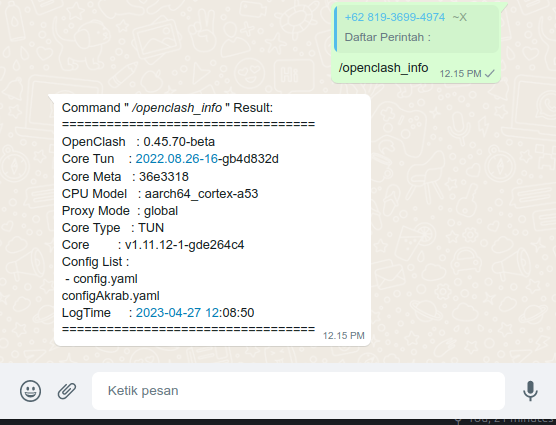 +62 819-3699-4974 ~X
Daftar Perintah :
/openclash_info
12.15 PM
Command " /openclash_info " Result:
==================================
OpenClash : 0.45.70-beta
Core Tun : 2022.08.26-16-gb4d832d
Core Meta : 36e3318
CPU Model : aarch64_cortex-a53
Proxy Mode : global
Core Type : TUN
Core : v1.11.12-1-gde264c4
Config List :
- config.yaml
configAkrab.yaml
LogTime : 2023-04-27 12:08:50
==================================
12.15 PM
Ketik pesan